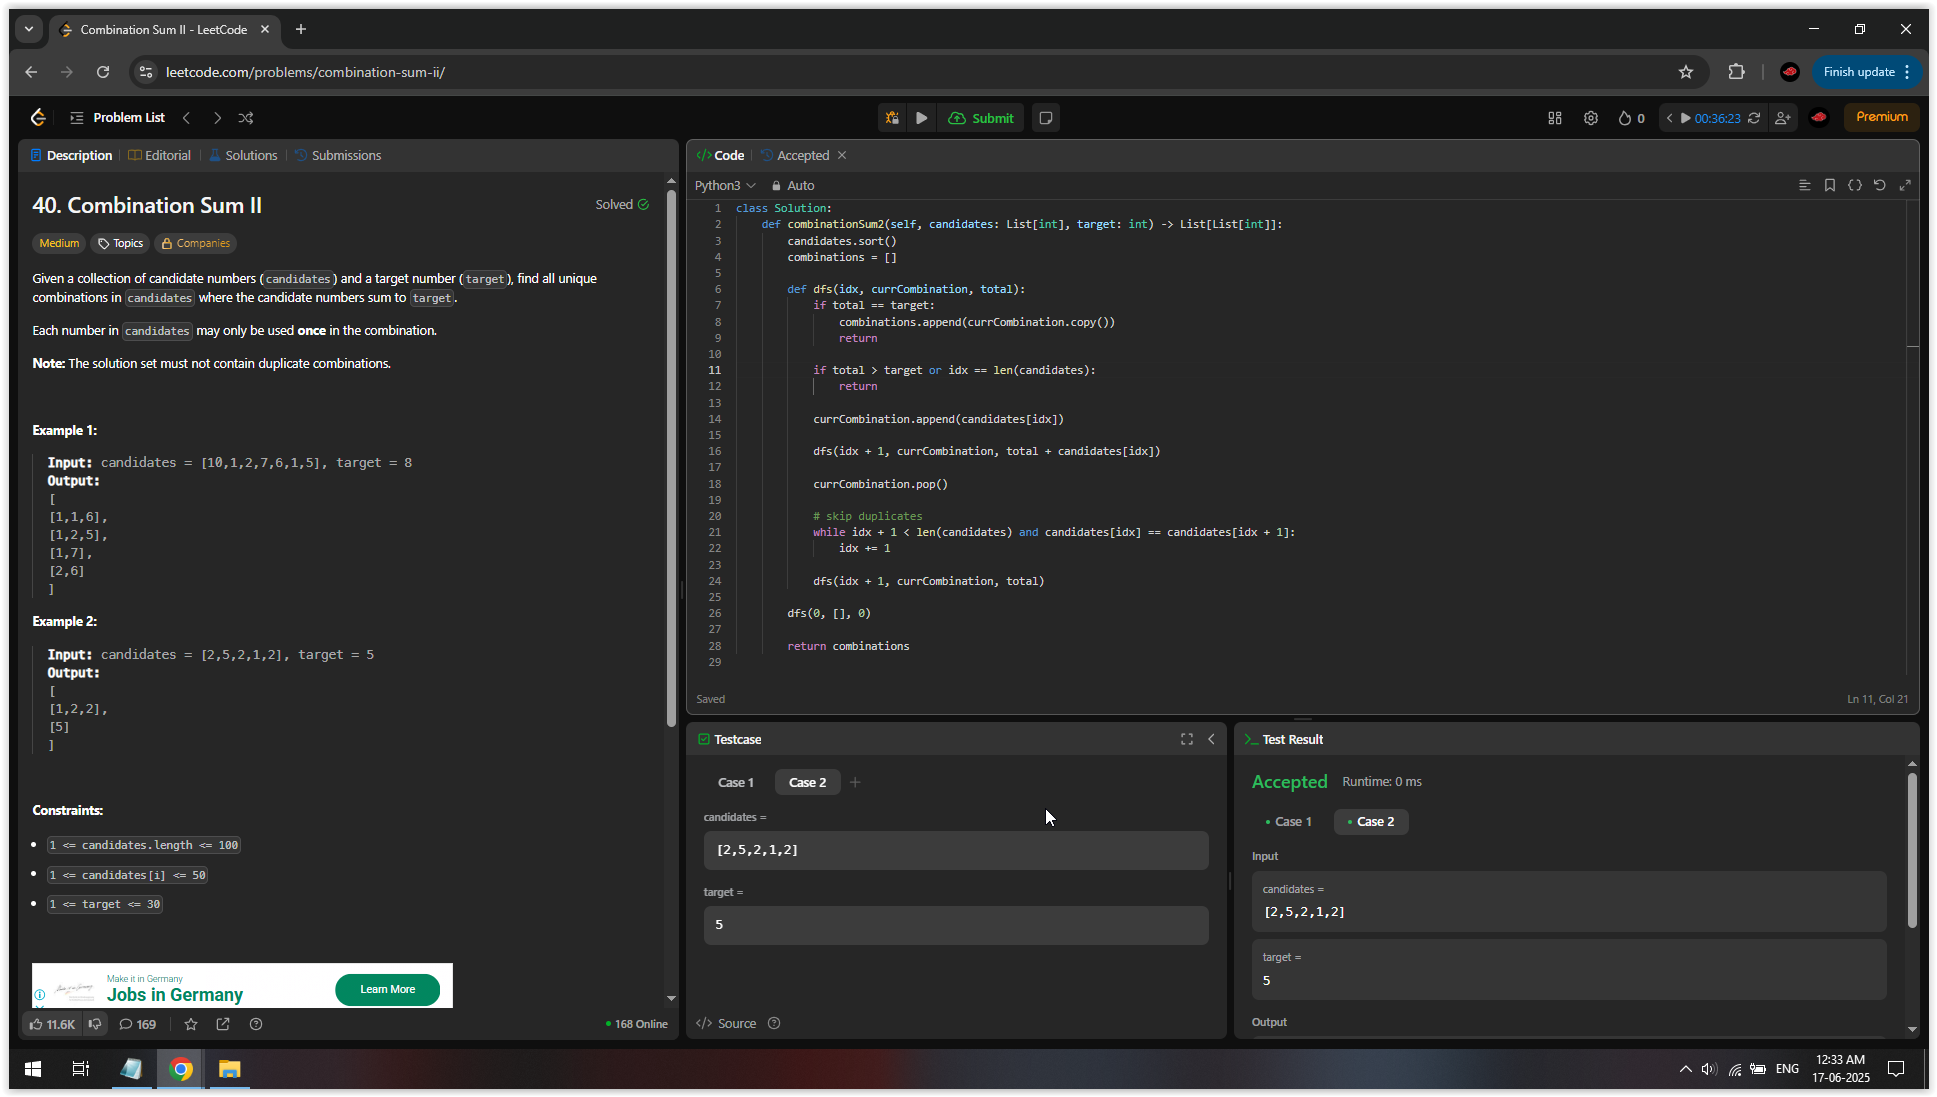 Combination Sum II - LeetCode
leetcode.com/problems/combination-sum-ii/
Finish update
Problem List
Submit
0
00:36:23
Premium
Description
Editorial
Solutions
Submissions
40. Combination Sum II
Solved
Medium
Topics
Companies
Given a collection of candidate numbers (candidates) and a target number (target), find all unique
combinations in candidates where the candidate numbers sum to target.
Each number in candidates may only be used once in the combination.
Note: The solution set must not contain duplicate combinations.
Example 1:
Input: candidates = [10,1,2,7,6,1,5], target = 8
Output:
[
[1,1,6],
[1,2,5],
[1,7],
[2,6]
]
Example 2:
Input: candidates = [2,5,2,1,2], target = 5
Output:
[
[1,2,2],
[5]
]
Constraints:
• 1 <= candidates.length <= 100
• 1 <= candidates[i] <= 50
• 1 <= target <= 30
Make it in Germany
Jobs in Germany
Learn More
11.6K
169
168 Online
</> Code
Accepted
Python3
Auto
1 class Solution:
2     def combinationSum2(self, candidates: List[int], target: int) -> List[List[int]]:
3         candidates.sort()
4         combinations = []
5
6         def dfs(idx, currCombination, total):
7             if total == target:
8                 combinations.append(currCombination.copy())
9                 return
10
11             if total > target or idx == len(candidates):
12                 return
13
14             currCombination.append(candidates[idx])
15
16             dfs(idx + 1, currCombination, total + candidates[idx])
17
18             currCombination.pop()
19
20             # skip duplicates
21             while idx + 1 < len(candidates) and candidates[idx] == candidates[idx + 1]:
22                 idx += 1
23
24             dfs(idx + 1, currCombination, total)
25
26         dfs(0, [], 0)
27
28         return combinations
29
Saved
Ln 11, Col 21
Testcase
Case 1
Case 2
candidates =
[2,5,2,1,2]
target =
5
</> Source
Test Result
Accepted
Runtime: 0 ms
• Case 1
• Case 2
Input
candidates =
[2,5,2,1,2]
target =
5
Output
ENG
12:33 AM
17-06-2025